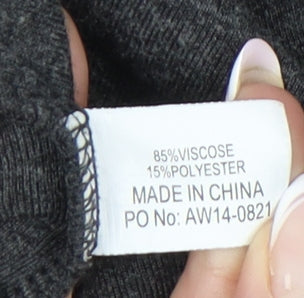 85%VISCOSE
15%POLYESTER
MADE IN CHINA
PO No: AW14-0821